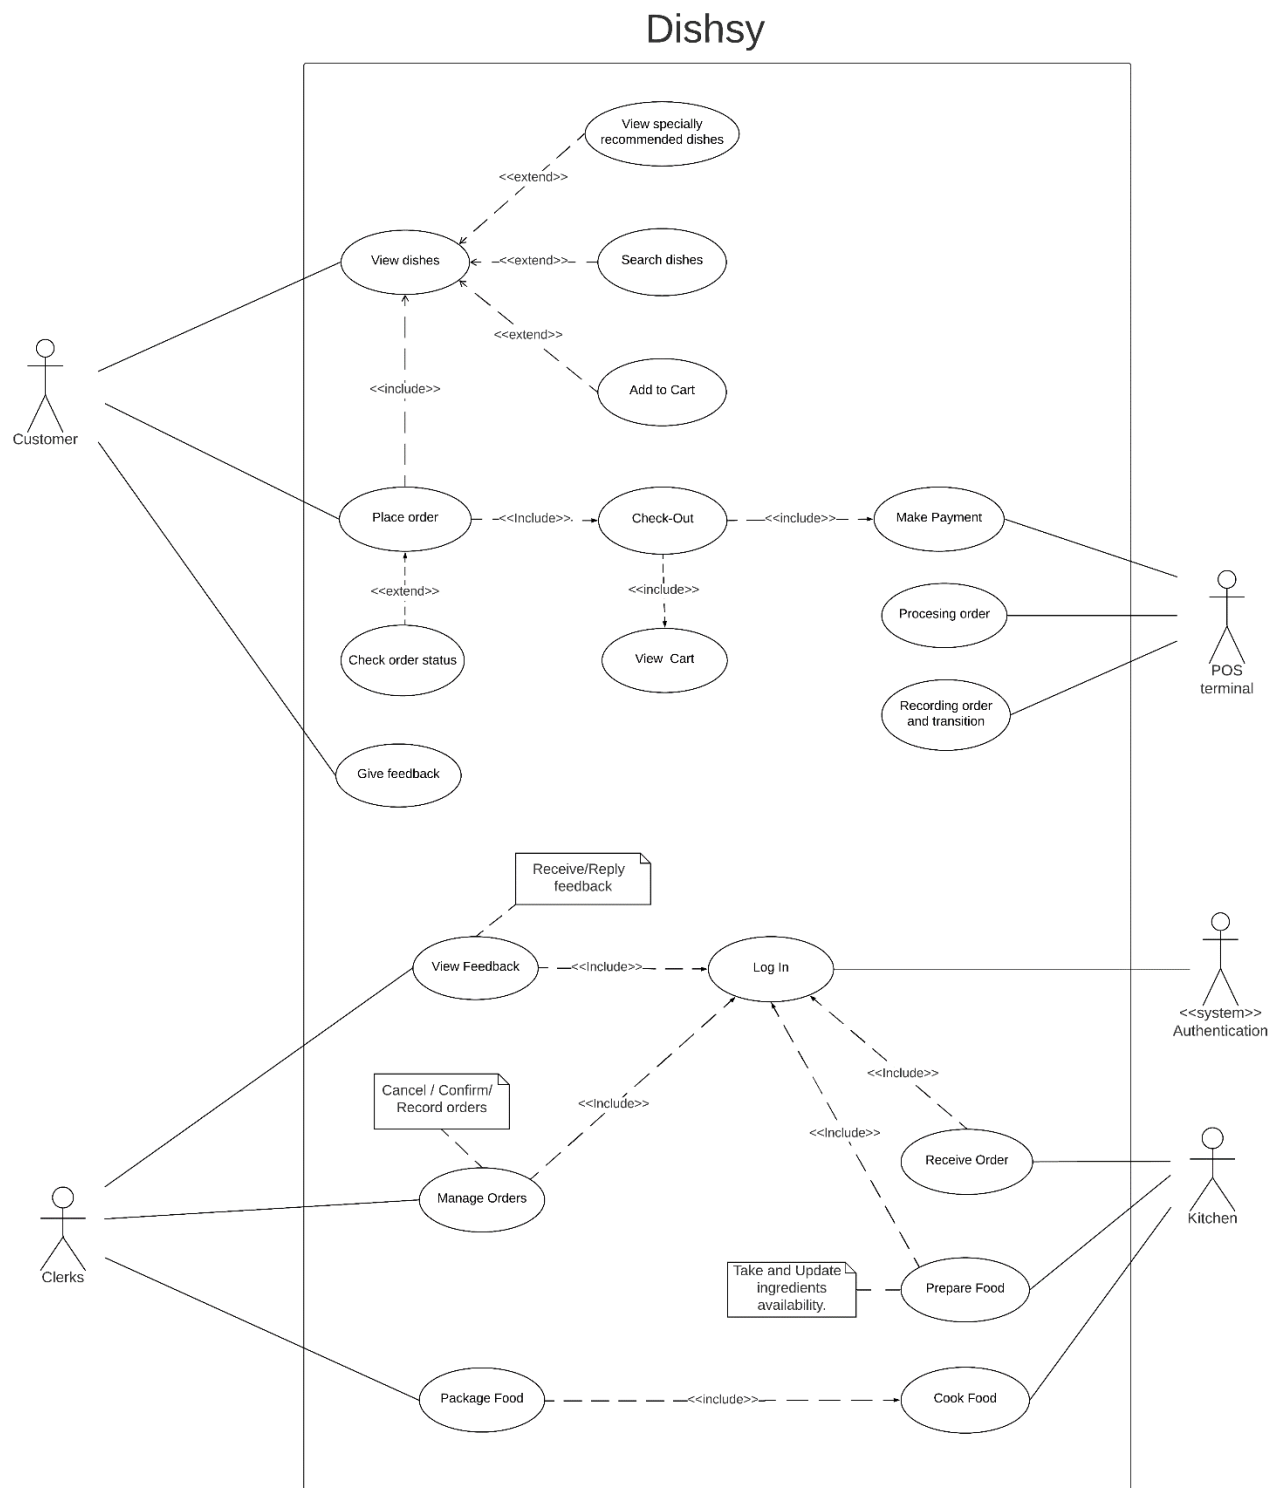 Dishsy
View specially
recommended dishes
<<extend>>
View dishes
<<extend>>
Search dishes
<<extend>>
<<include>>
Add to Cart
Customer
Place order
<<Include>>
Check-Out
<<include>>
Make Payment
<<extend>>
<<include>>
Procesing order
Check order status
View Cart
POS
terminal
Recording order
and transition
Give feedback
Receive/Reply
feedback
View Feedback
<<Include>>
Log In
<<system>>
Authentication
Cancel / Confirm/
Record orders
<<Include>>
<<Include>>
<<Include>>
Receive Order
Manage Orders
Kitchen
Clerks
Take and Update
ingredients
availability.
Prepare Food
Package Food
<<include>>
Cook Food